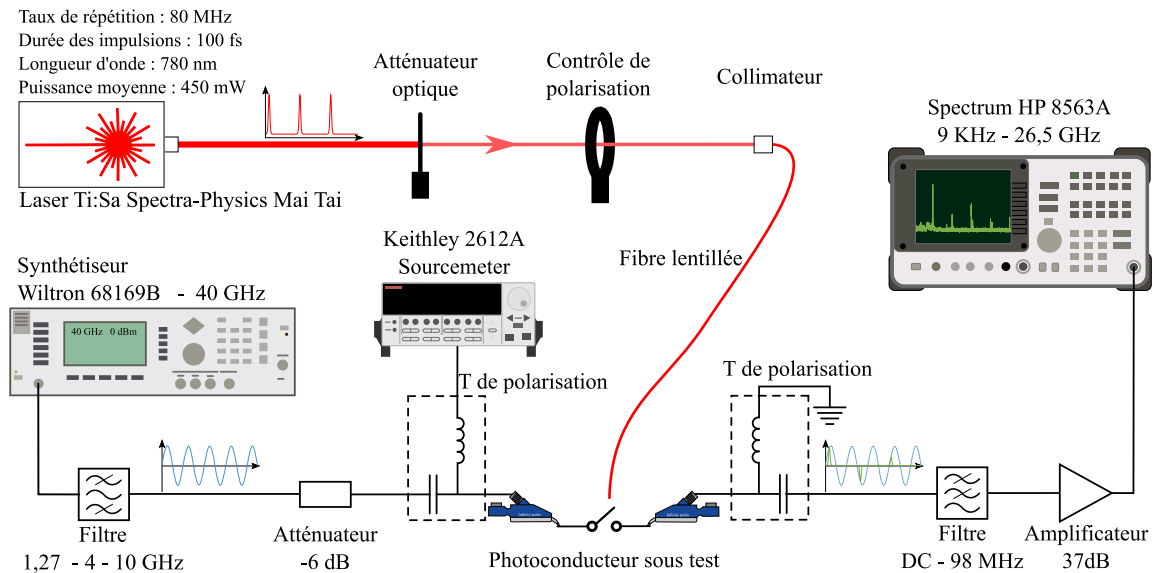 Taux de répétition : 80 MHz
Durée des impulsions : 100 fs
Longueur d'onde : 780 nm
Puissance moyenne : 450 mW
Laser Ti:Sa Spectra-Physics Mai Tai
Atténuateur
optique
Contrôle de
polarisation
Collimateur
Spectrum HP 8563A
9 KHz - 26,5 GHz
Fibre lentillée
Keithley 2612A
Sourcemeter
Synthétiseur
Wiltron 68169B - 40 GHz
40 GHz 0 dBm
T de polarisation
T de polarisation
Filtre
1,27 - 4 - 10 GHz
Atténuateur
-6 dB
Photoconducteur sous test
Filtre
DC - 98 MHz
Amplificateur
37dB